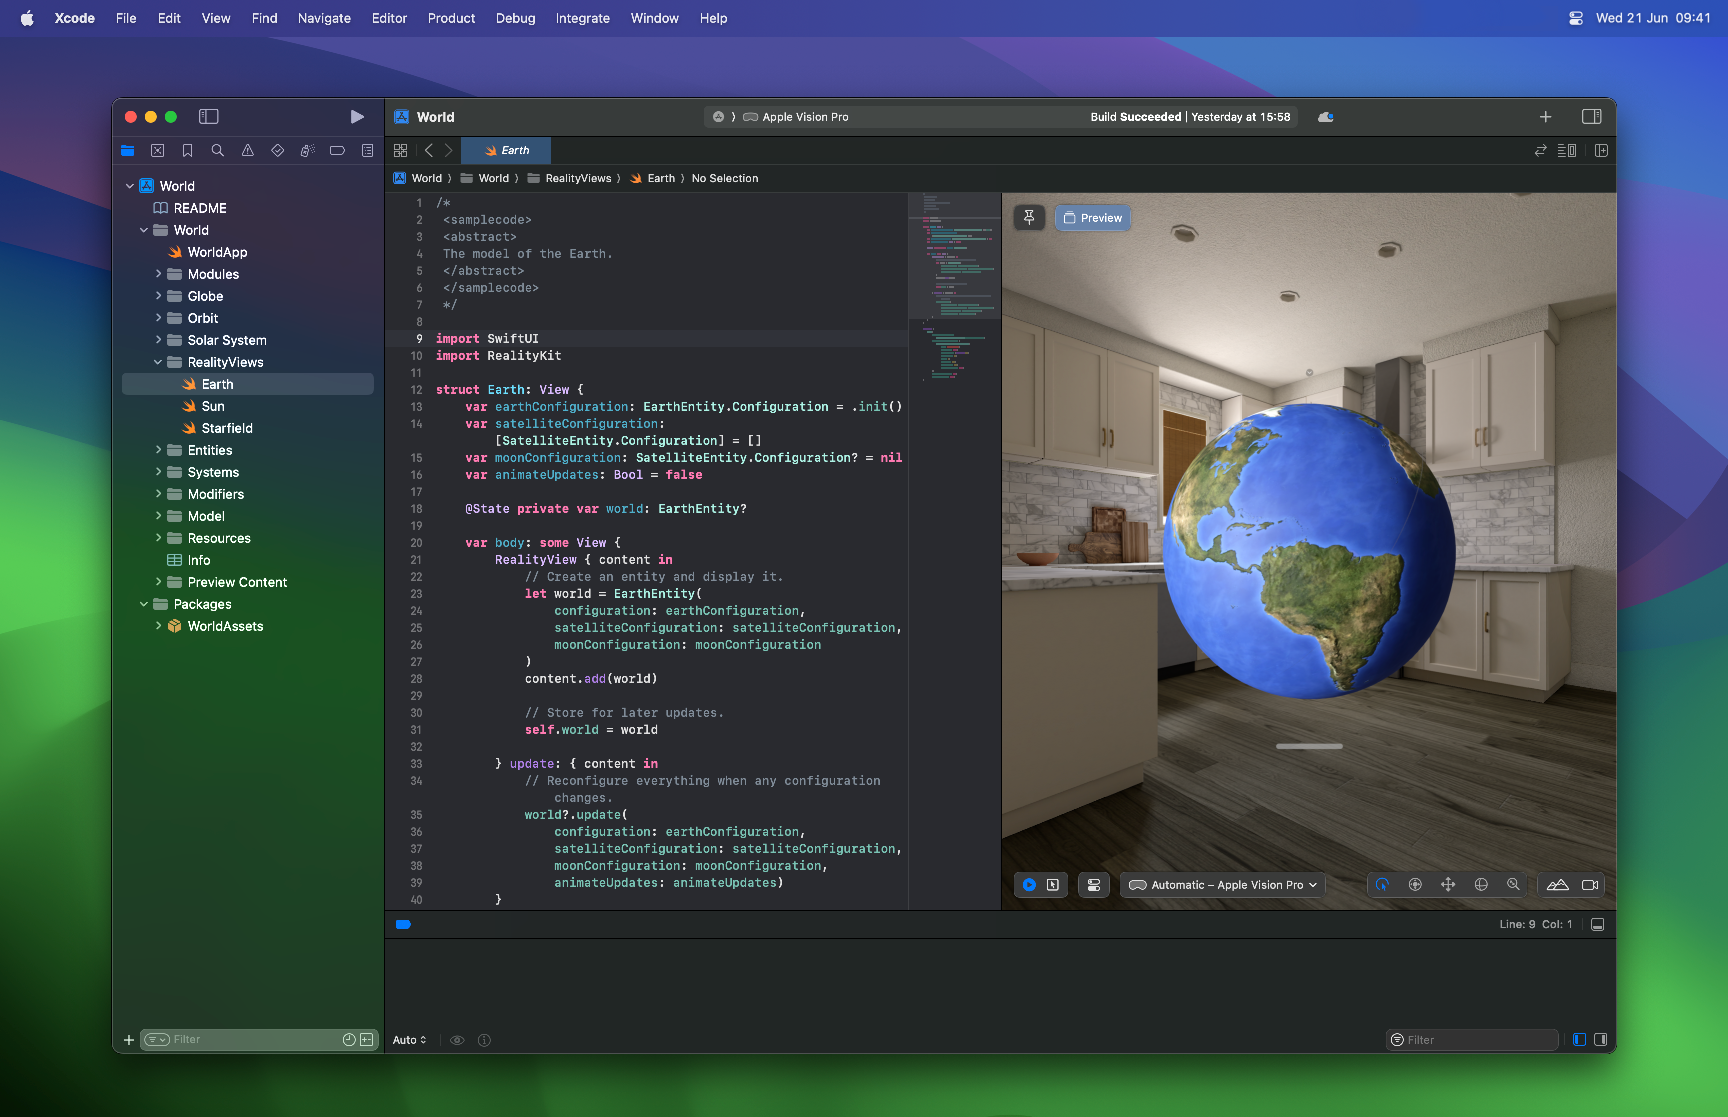 Xcode File Edit View Find Navigate Editor Product Debug Integrate Window Help
Wed 21 Jun 09:41
World
Apple Vision Pro
Build Succeeded | Yesterday at 15:58
Earth
World
README
World
WorldApp
Modules
Globe
Orbit
Solar System
RealityViews
Earth
Sun
Starfield
Entities
Systems
Modifiers
Model
Resources
Info
Preview Content
Packages
WorldAssets
Filter
World 〉 World 〉 RealityViews 〉 Earth 〉 No Selection
1 /*
2 <samplecode>
3 <abstract>
4 The model of the Earth.
5 </abstract>
6 </samplecode>
7 */
8
9 import SwiftUI
10 import RealityKit
11
12 struct Earth: View {
13 var earthConfiguration: EarthEntity.Configuration = .init()
14 var satelliteConfiguration:
[SatelliteEntity.Configuration] = []
15 var moonConfiguration: SatelliteEntity.Configuration? = nil
16 var animateUpdates: Bool = false
17
18 @State private var world: EarthEntity?
19
20 var body: some View {
21 RealityView { content in
22 // Create an entity and display it.
23 let world = EarthEntity(
24 configuration: earthConfiguration,
25 satelliteConfiguration: satelliteConfiguration,
26 moonConfiguration: moonConfiguration
27 )
28 content.add(world)
29
30 // Store for later updates.
31 self.world = world
32
33 } update: { content in
34 // Reconfigure everything when any configuration
changes.
35 world?.update(
36 configuration: earthConfiguration,
37 satelliteConfiguration: satelliteConfiguration,
38 moonConfiguration: moonConfiguration,
39 animateUpdates: animateUpdates)
40 }
Preview
Automatic – Apple Vision Pro
Line: 9 Col: 1
Auto
Filter